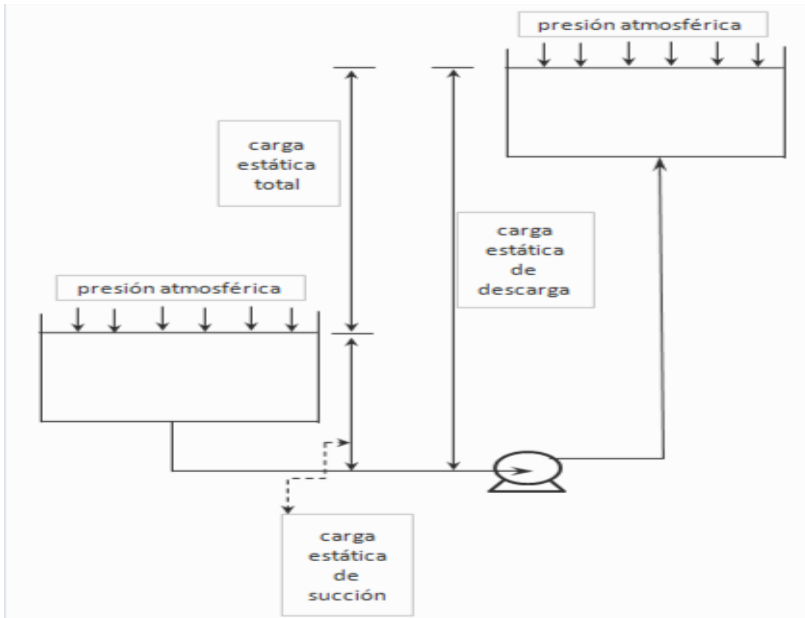 presión atmosférica
carga
estática
total
carga
estática
de
descarga
presión atmosférica
carga
estática
de
succión